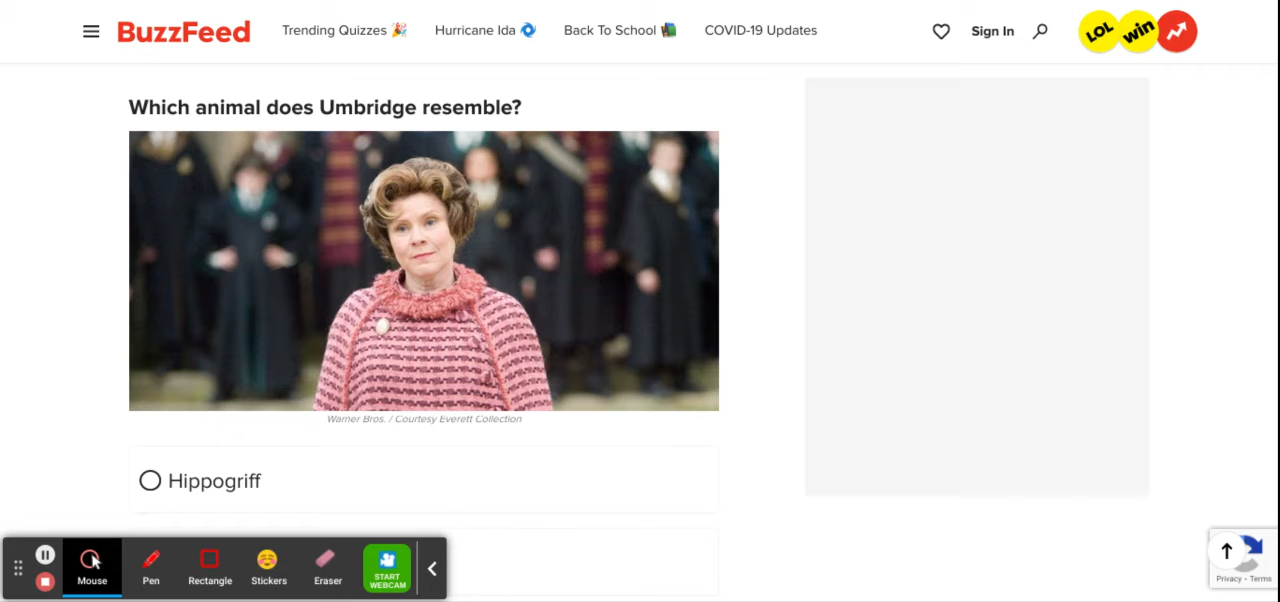 BuzzFeed Trending Quizzes Hurricane Ida Back To School COVID-19 Updates Sign In LOL win
Which animal does Umbridge resemble?
Warner Bros. / Courtesy Everett Collection
Hippogriff
Mouse Pen Rectangle Stickers Eraser START WEBCAM
Privacy - Terms